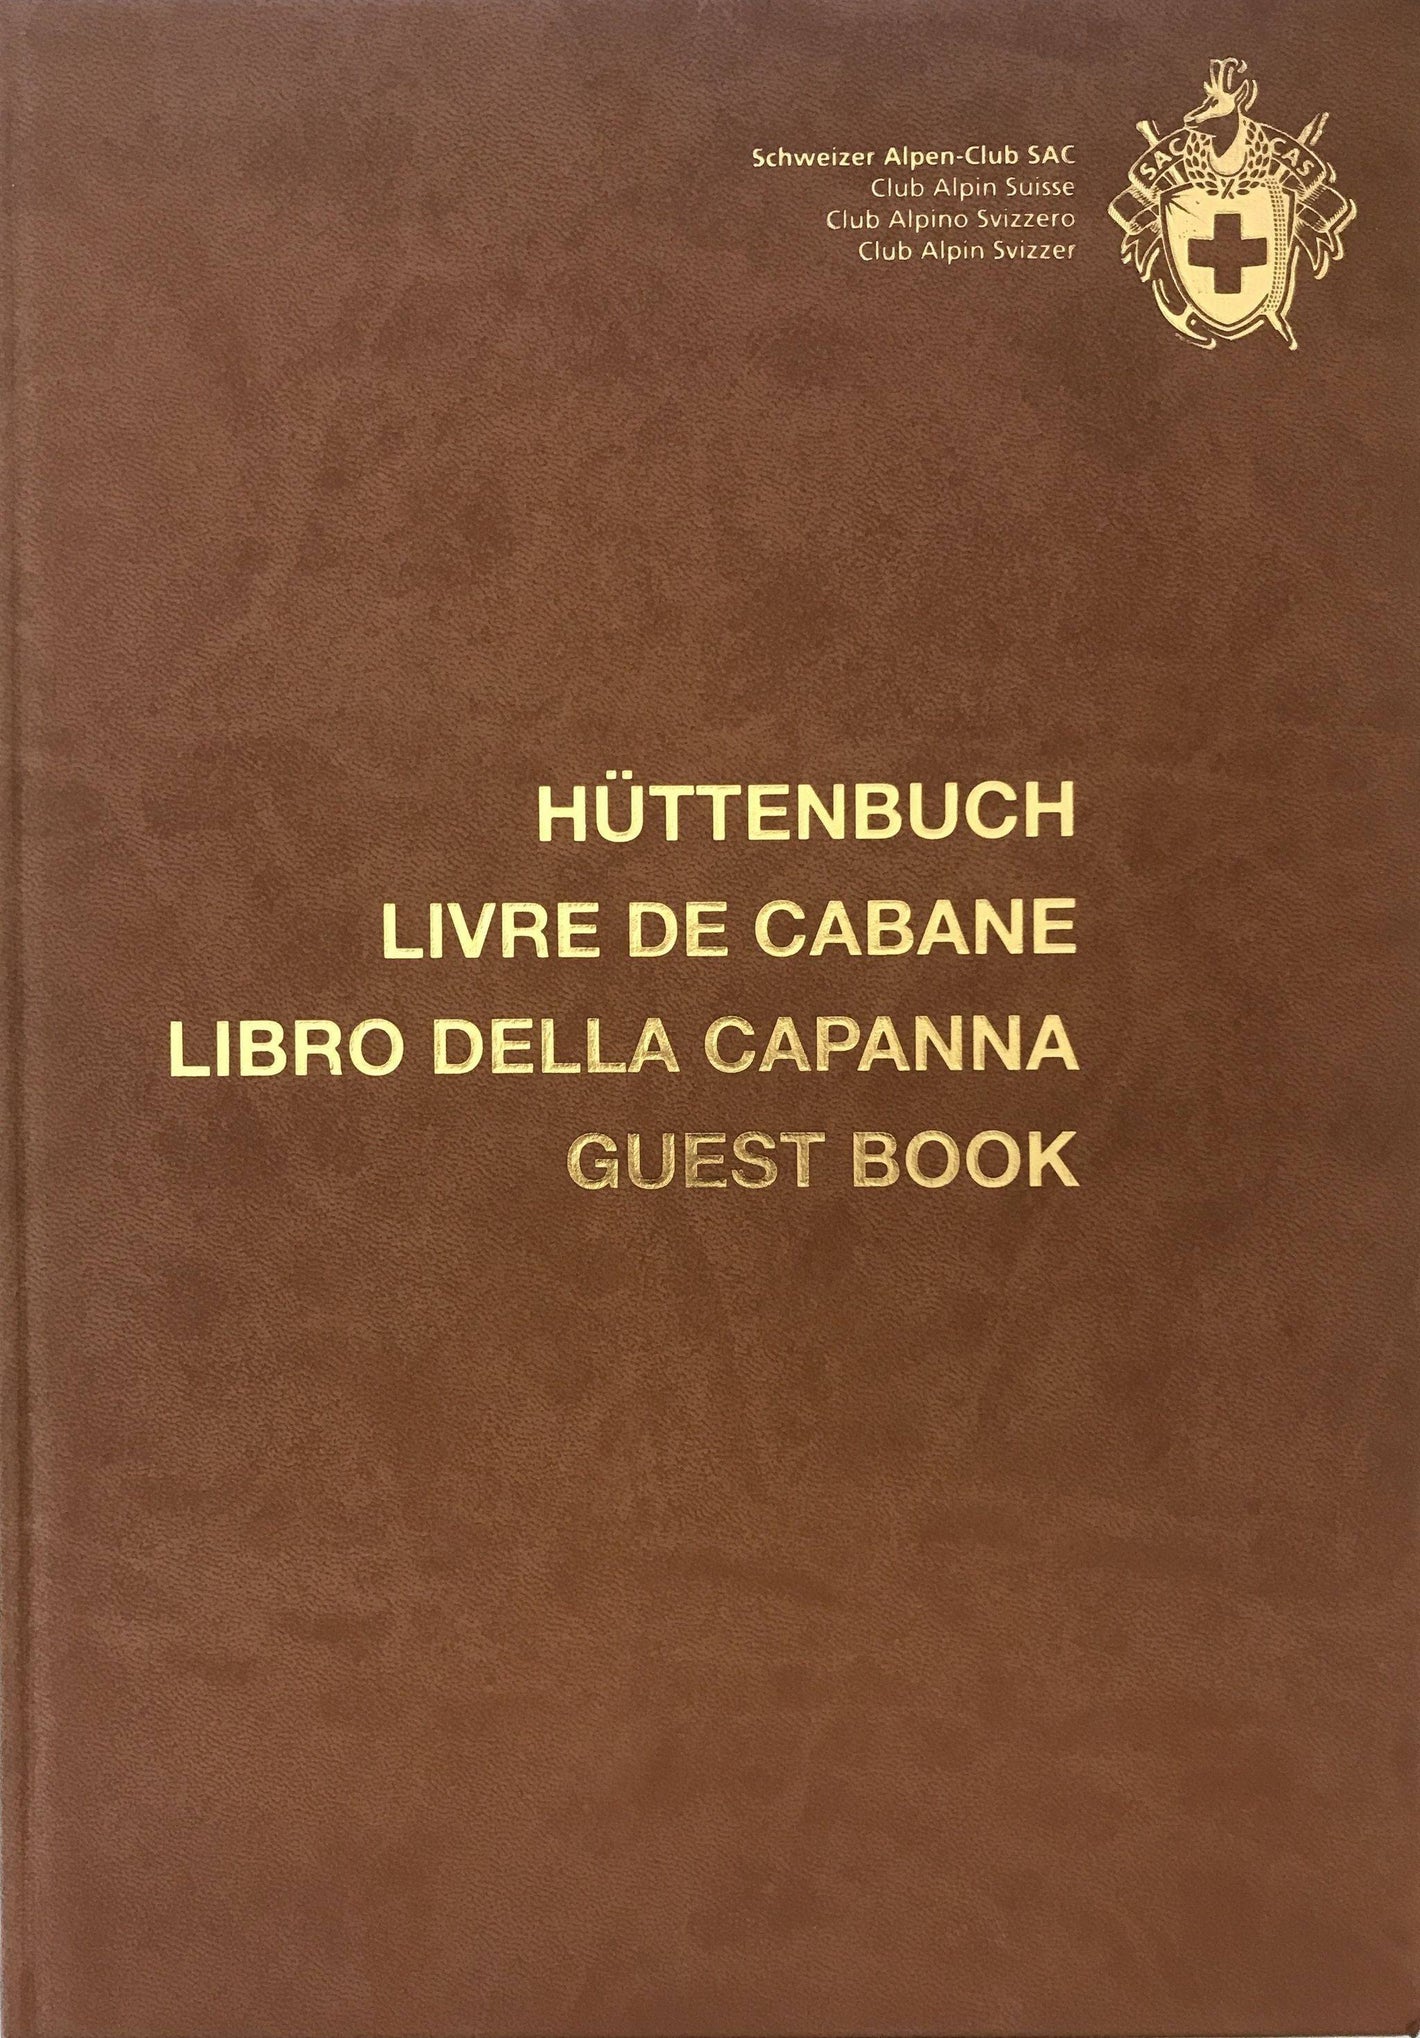 Schweizer Alpen-Club SAC
Club Alpin Suisse
Club Alpino Svizzero
Club Alpin Svizzer
SAC CAS
HÜTTENBUCH
LIVRE DE CABANE
LIBRO DELLA CAPANNA
GUEST BOOK